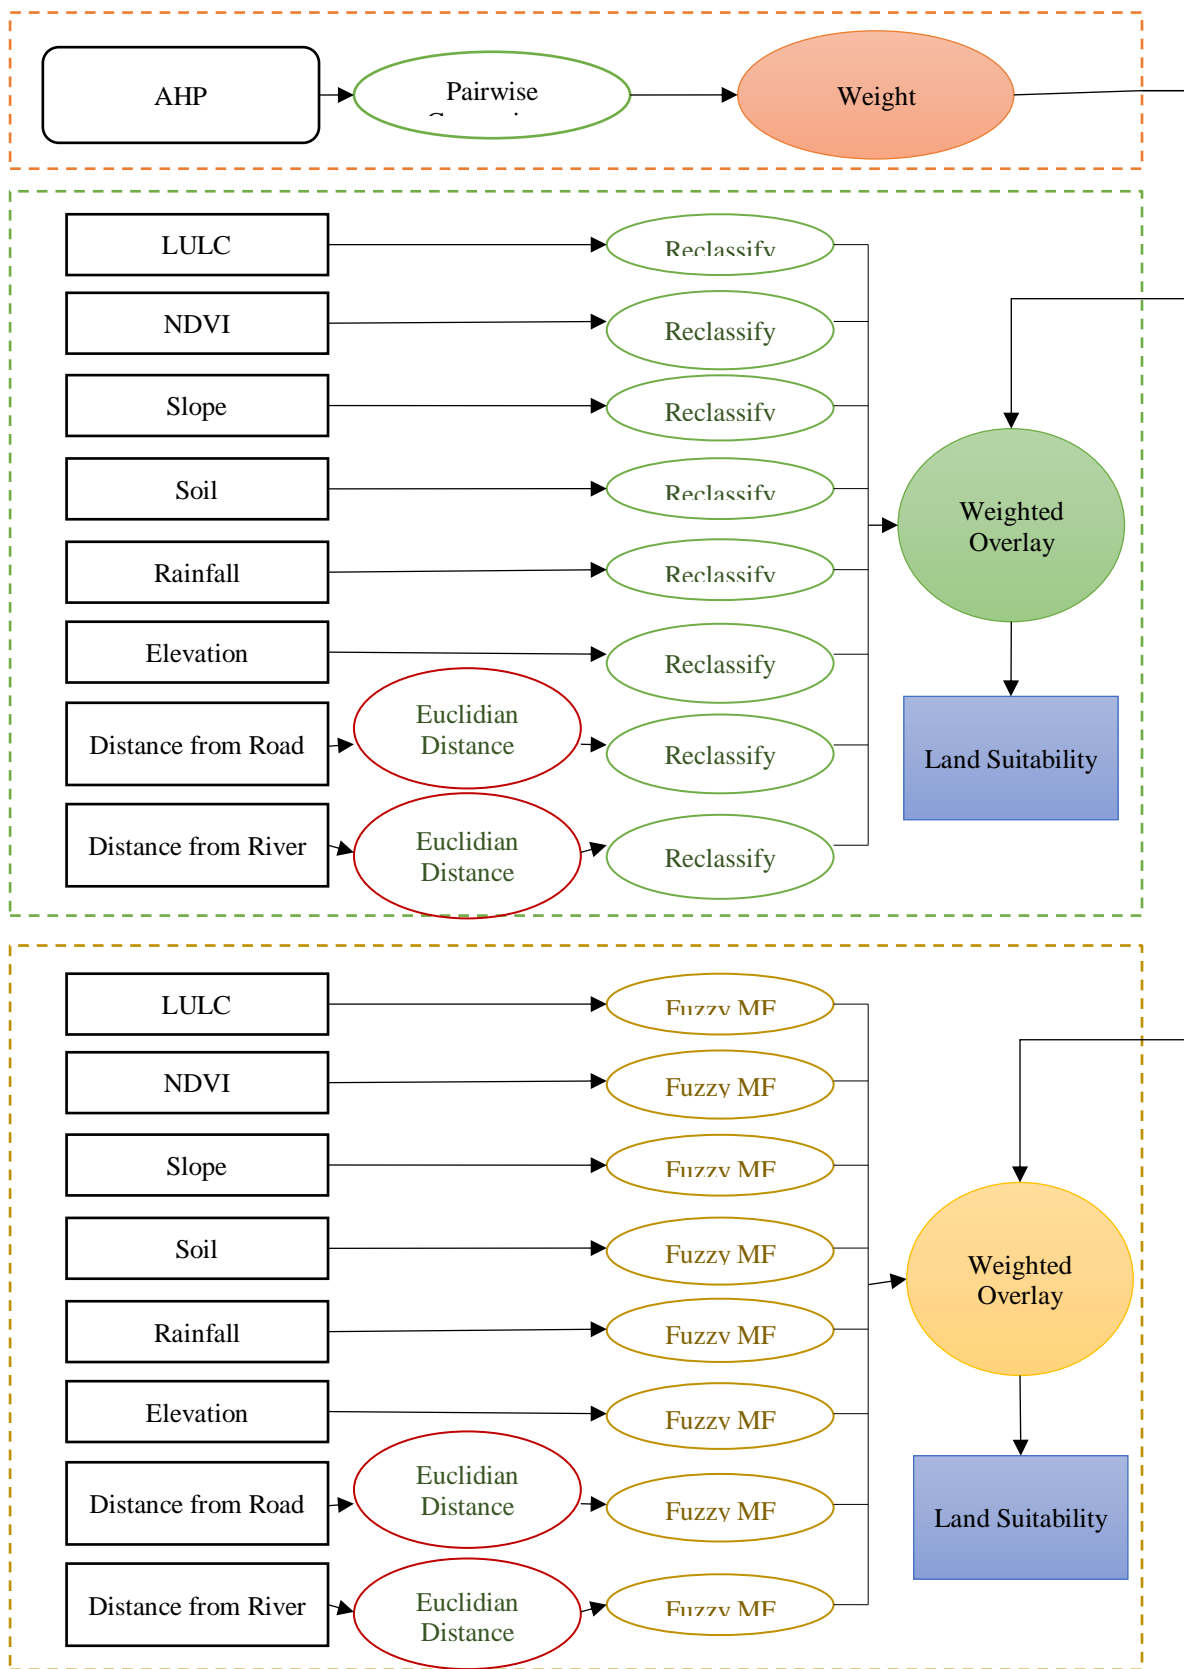 AHP
Pairwise
Weight
LULC
Reclassify
NDVI
Reclassify
Slope
Reclassify
Soil
Reclassify
Weighted
Overlay
Rainfall
Reclassify
Elevation
Reclassify
Distance from Road
Euclidian
Distance
Reclassify
Land Suitability
Distance from River
Euclidian
Distance
Reclassify
LULC
Fuzzy MF
NDVI
Fuzzy MF
Slope
Fuzzy MF
Soil
Fuzzy MF
Weighted
Overlay
Rainfall
Fuzzy MF
Elevation
Fuzzy MF
Distance from Road
Euclidian
Distance
Fuzzy MF
Land Suitability
Distance from River
Euclidian
Distance
Fuzzy MF